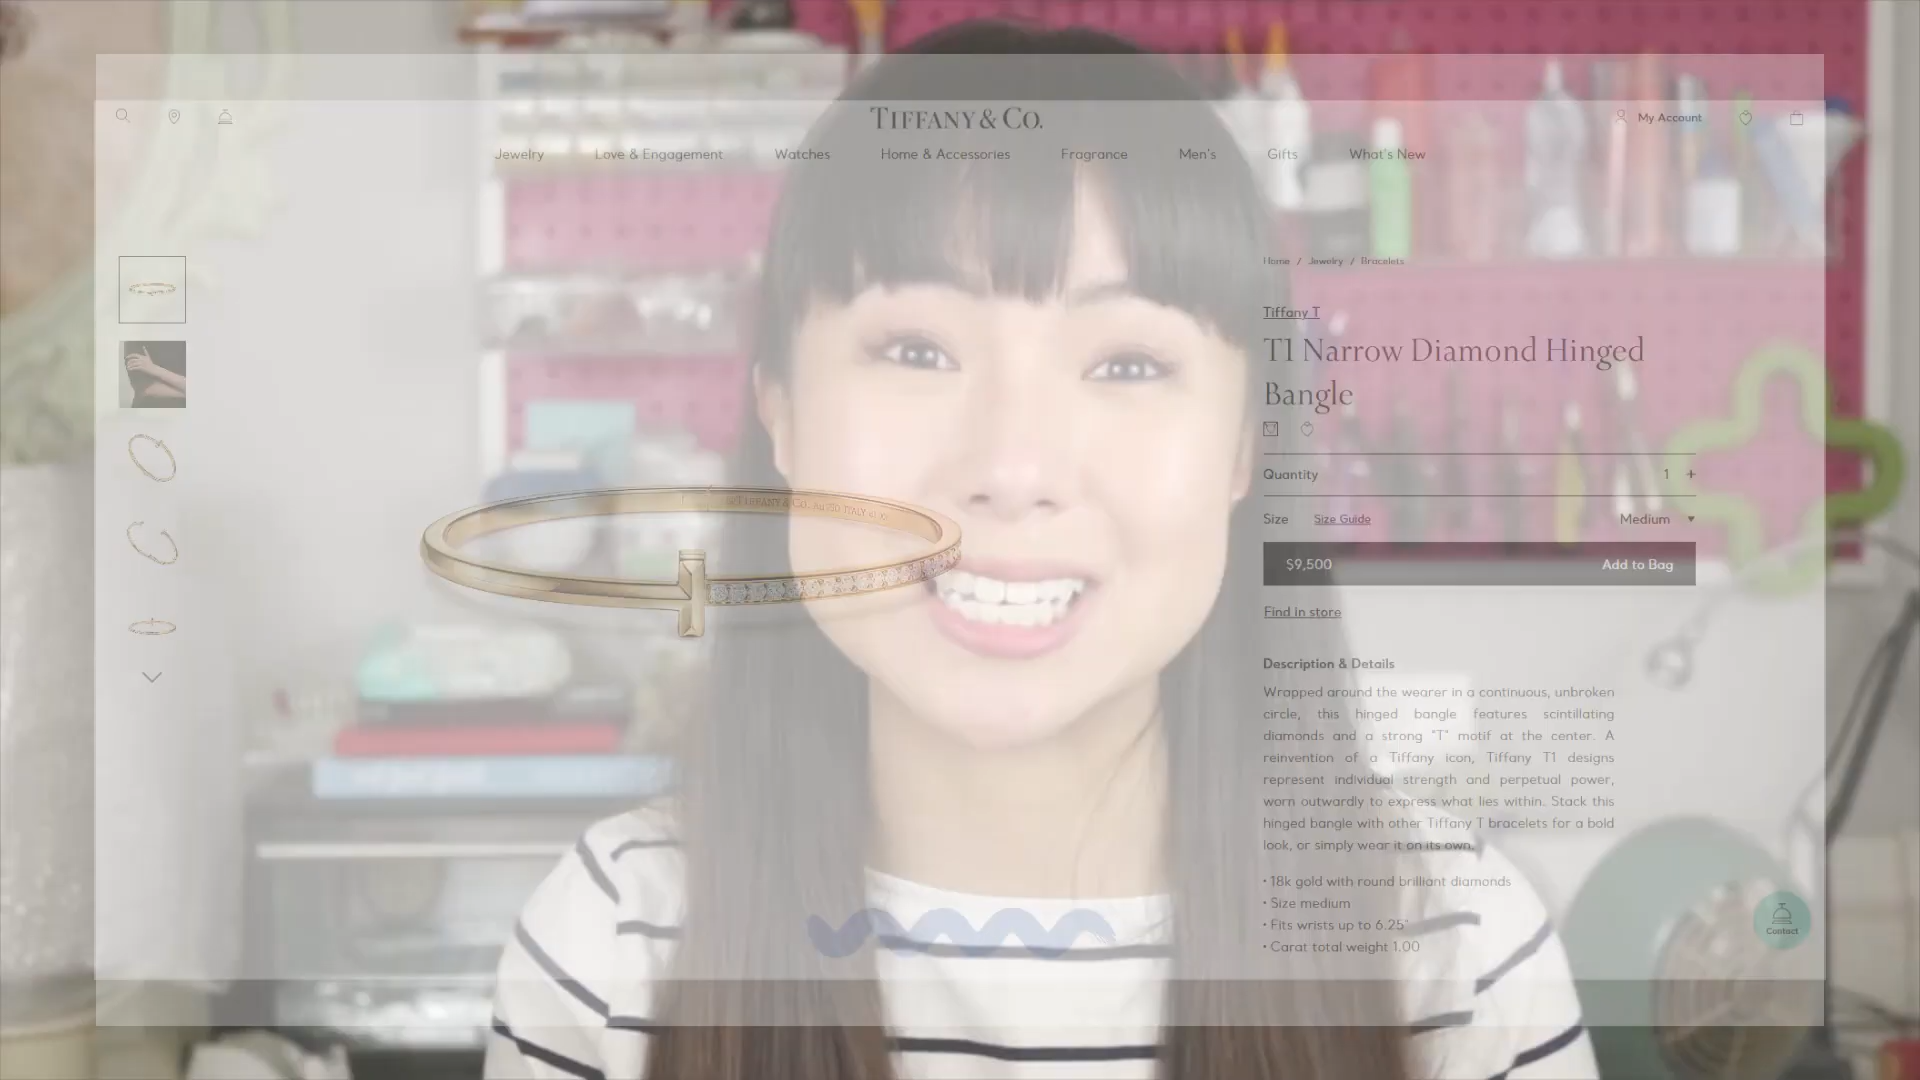 TIFFANY & CO.
My Account
Jewelry Love & Engagement Watches Home & Accessories Fragrance Men's Gifts What's New
Home / Jewelry / Bracelets
Tiffany T
T1 Narrow Diamond Hinged
Bangle
Quantity 1 +
Size Size Guide Medium
$9,500 Add to Bag
Find in store
TIFFANY & CO. AU750 ITALY
Description & Details
Wrapped around the wearer in a continuous, unbroken
circle, this hinged bangle features scintillating
diamonds and a strong "T" motif at the center. A
reinvention of a Tiffany icon, Tiffany T1 designs
represent individual strength and perpetual power,
worn outwardly to express what lies within. Stack this
hinged bangle with other Tiffany T bracelets for a bold
look, or simply wear it on its own.
• 18k gold with round brilliant diamonds
• Size medium
• Fits wrists up to 6.25"
• Carat total weight 1.00
Contact